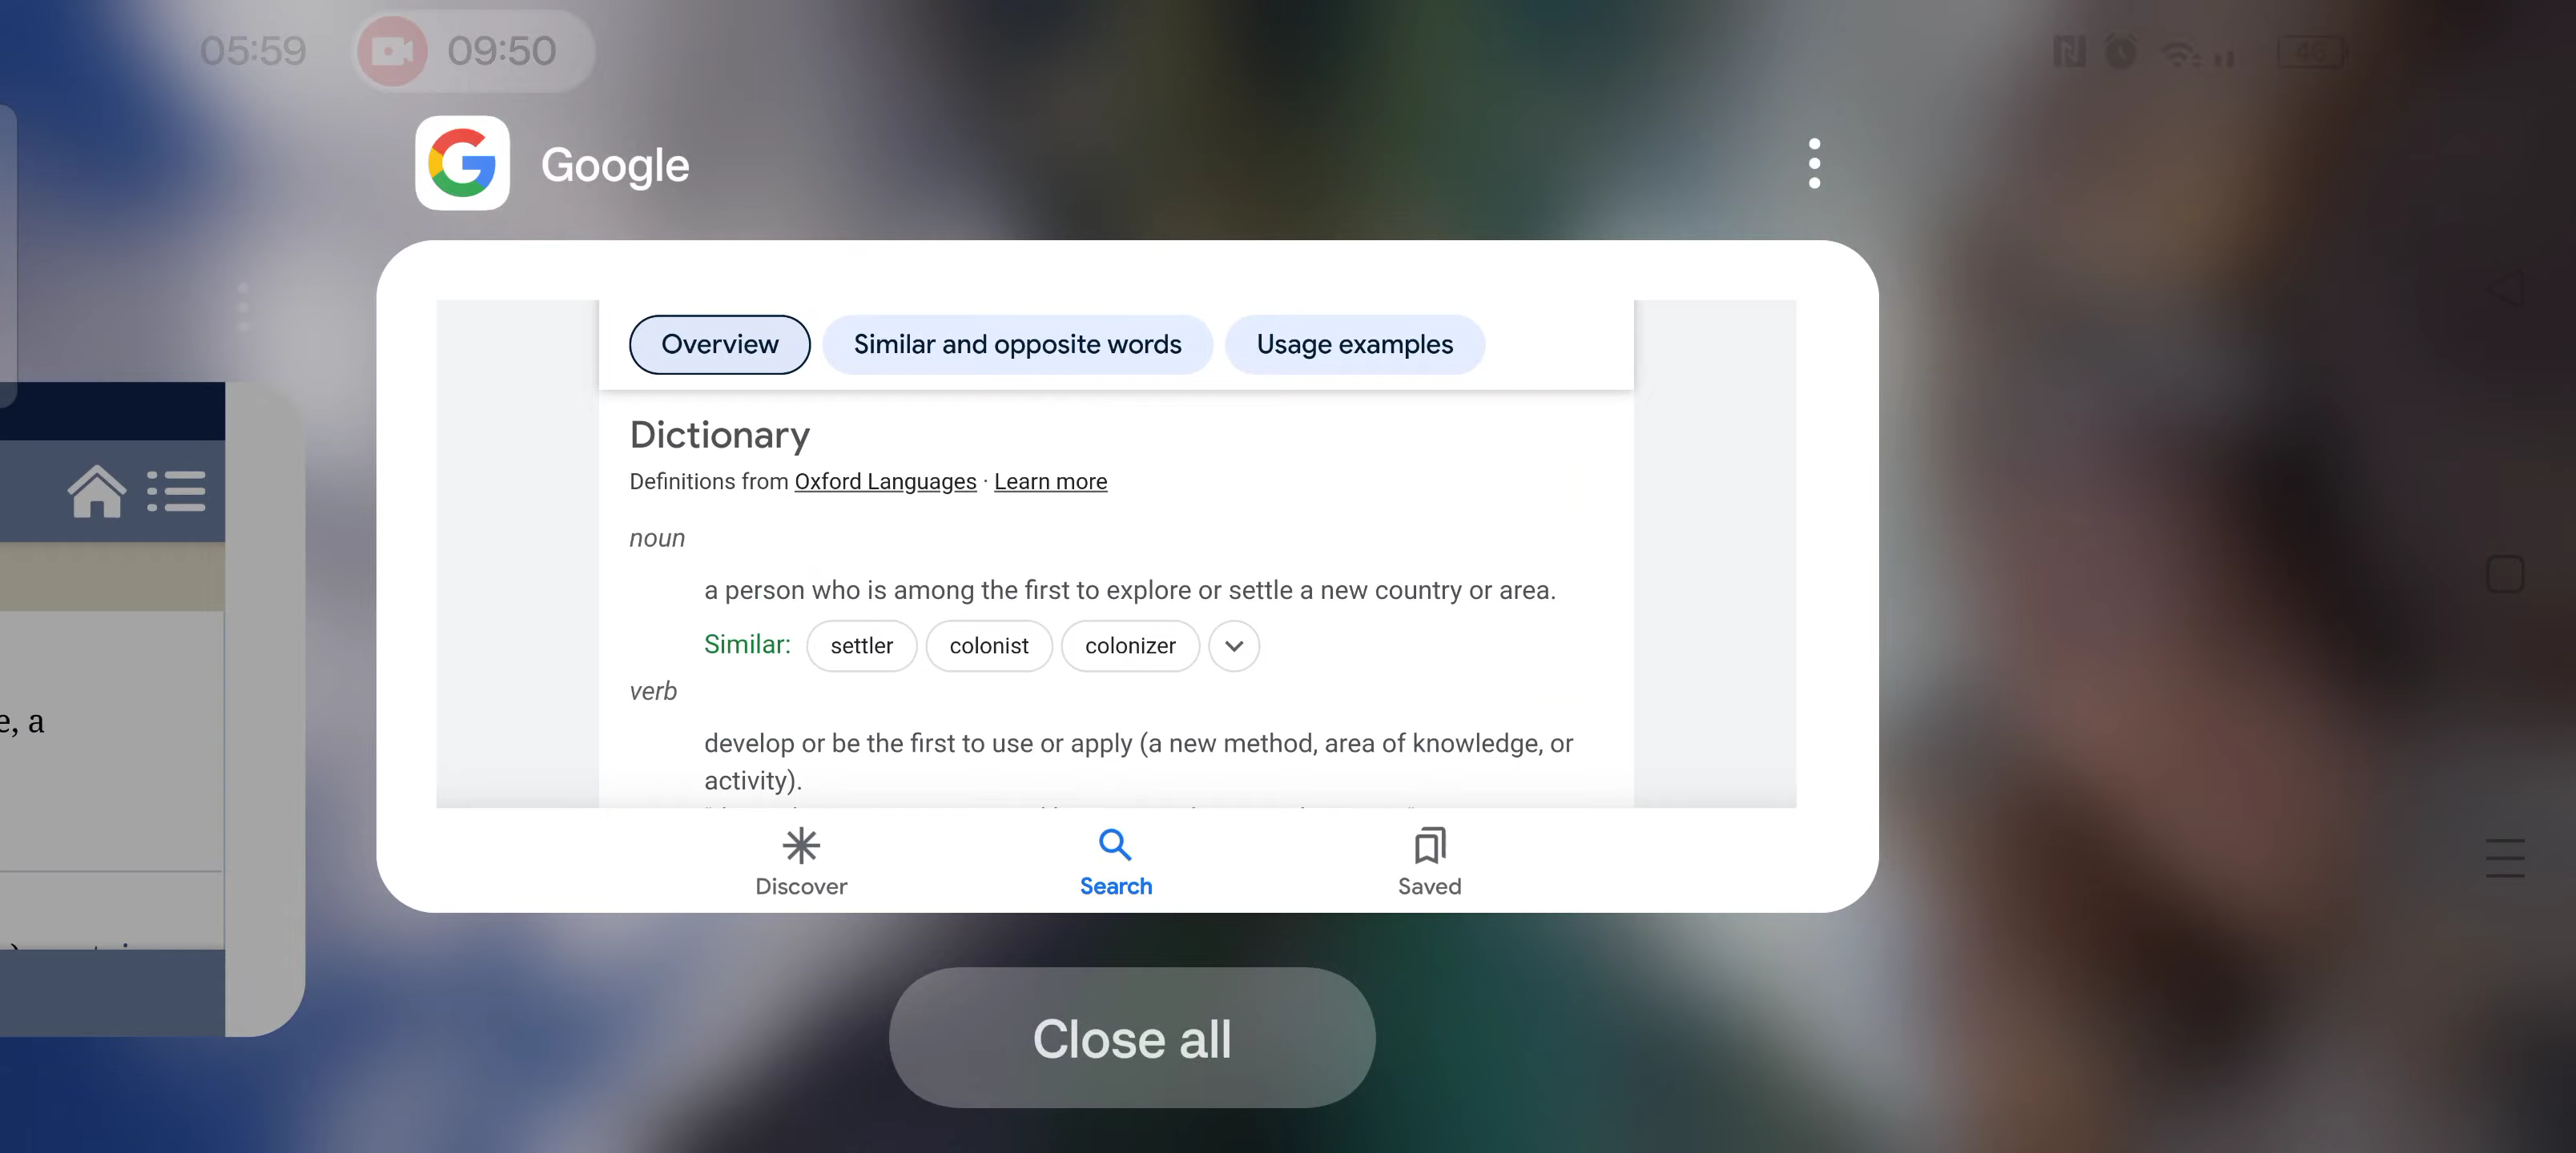 05:59 09:50 46
Google
Overview Similar and opposite words Usage examples
Dictionary
Definitions from Oxford Languages · Learn more
noun
a person who is among the first to explore or settle a new country or area.
Similar: settler colonist colonizer
verb
e, a
develop or be the first to use or apply (a new method, area of knowledge, or
activity).
Discover Search Saved
Close all